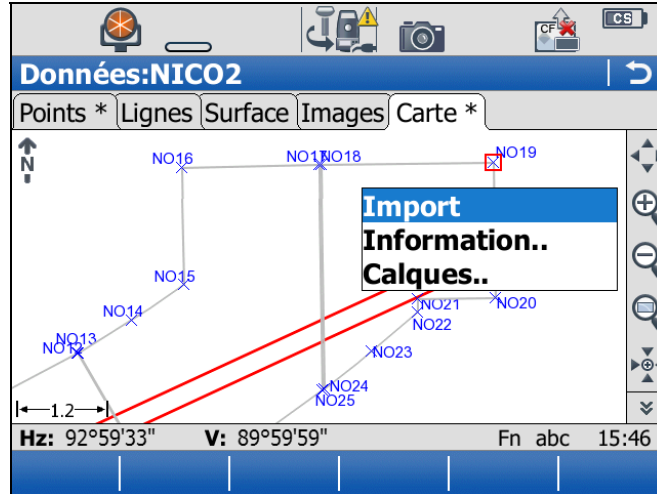 CF
CS
Données:NICO2
Points *
Lignes
Surface
Images
Carte *
N
NO16
NO17
NO18
NO19
Import
Information..
Calques..
NO15
NO14
NO13
NO12
NO21
NO20
NO22
NO23
NO24
NO25
1.2
Hz: 92°59'33" V: 89°59'59" Fn abc 15:46